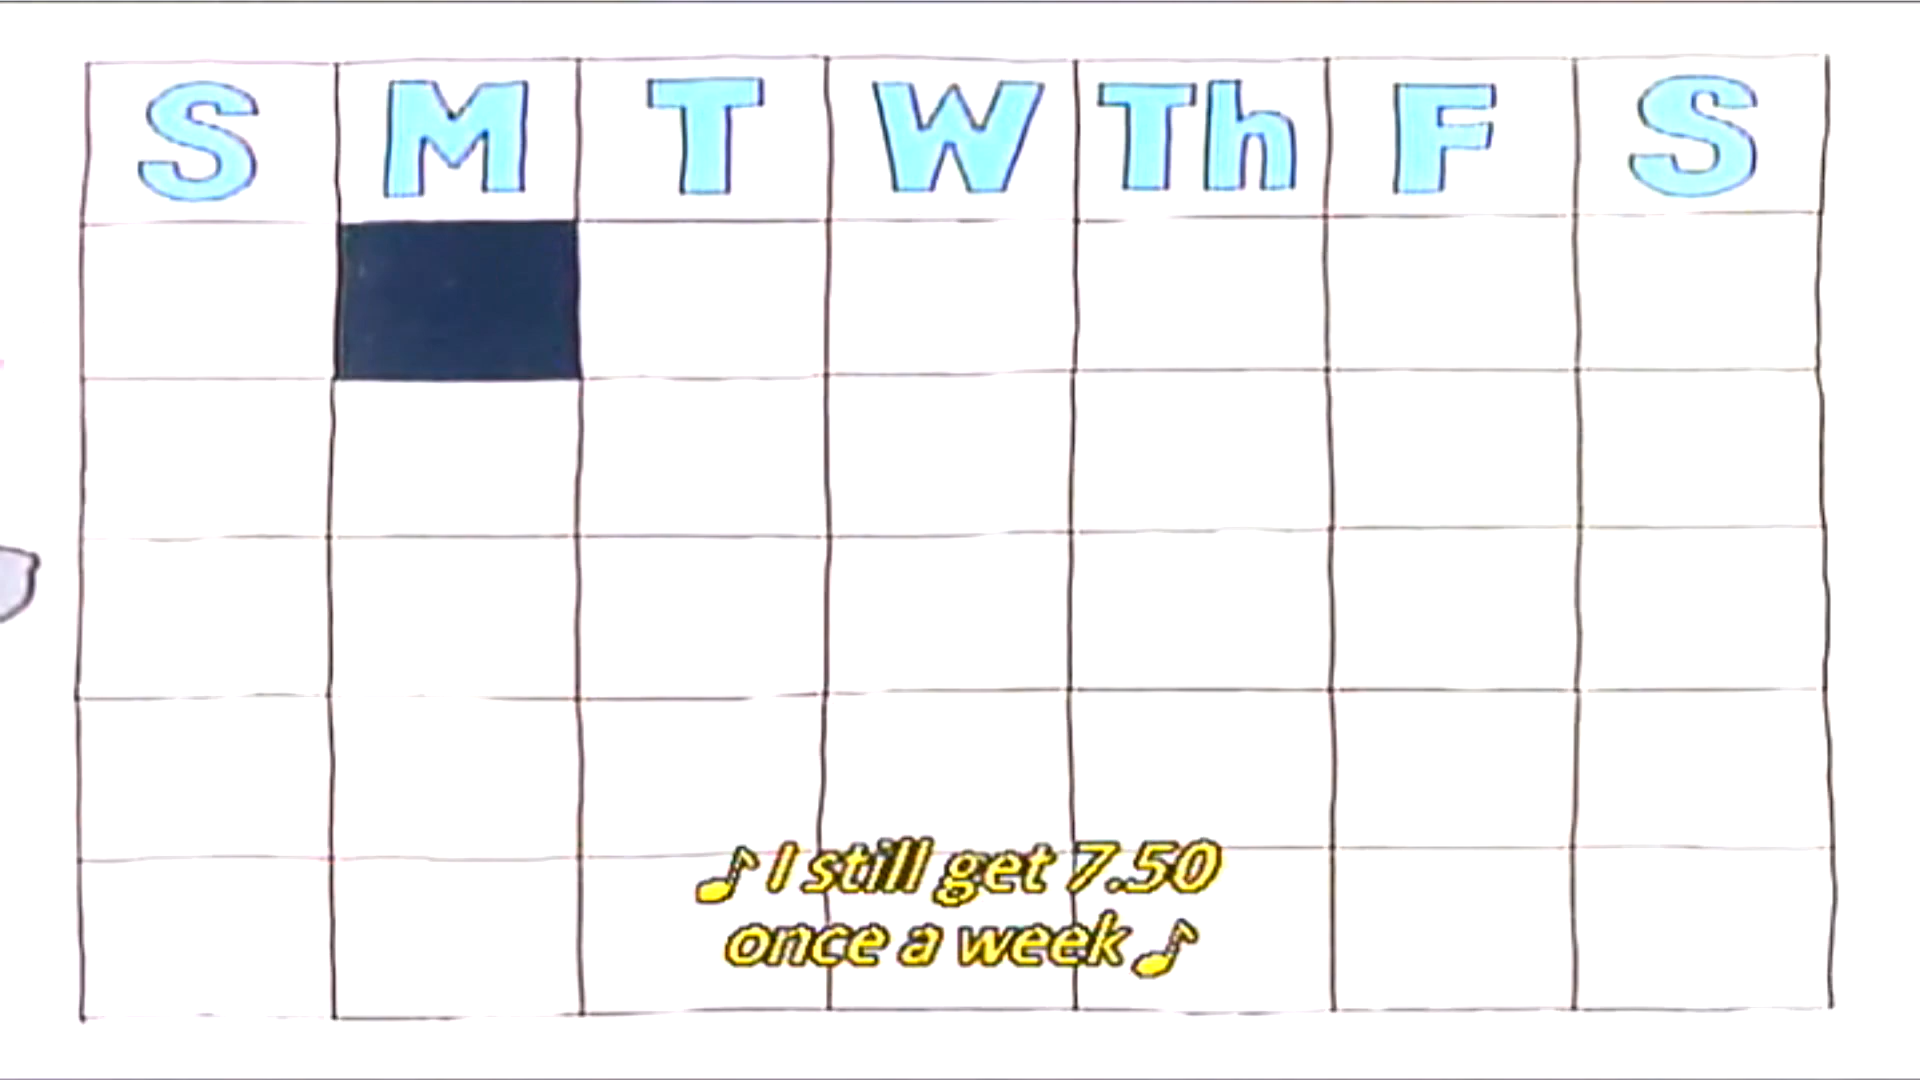 S M T W Th F S
♪ I still get 7.50
once a week ♪